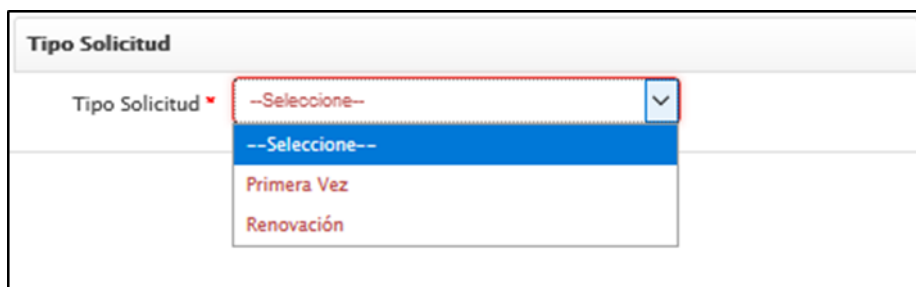 Tipo Solicitud
Tipo Solicitud * --Seleccione--
--Seleccione--
Primera Vez
Renovación